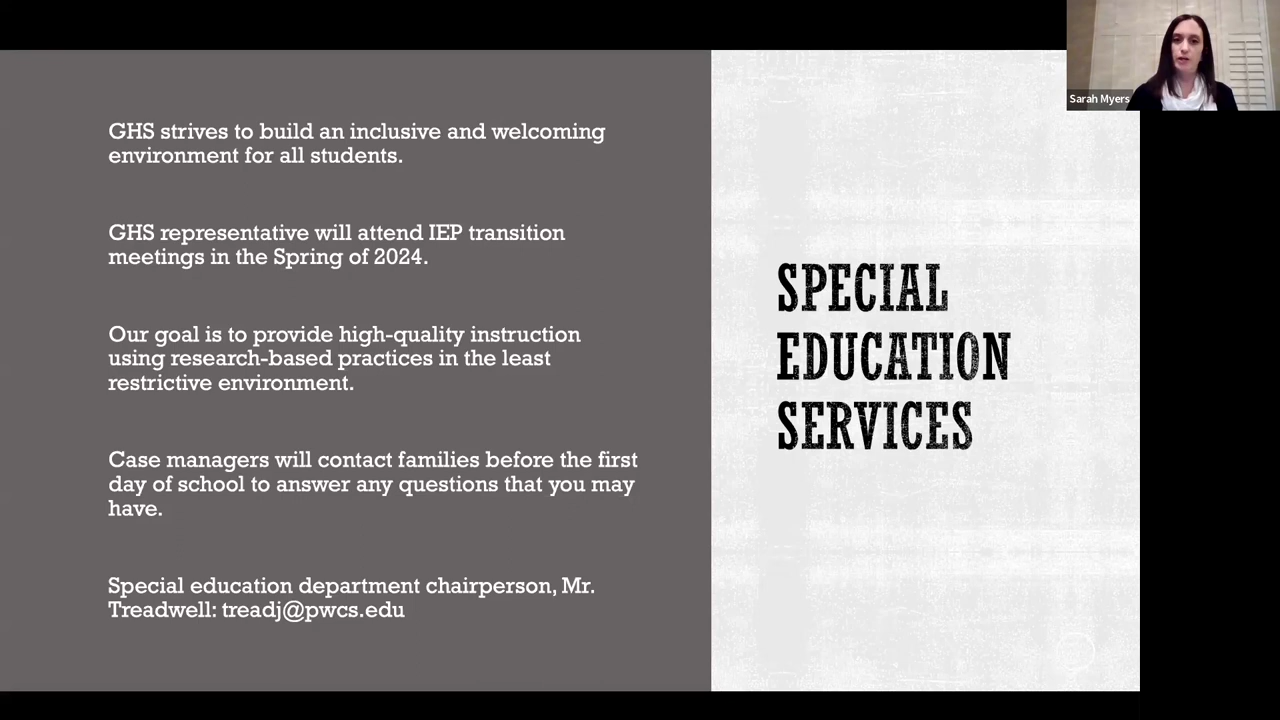 GHS strives to build an inclusive and welcoming
environment for all students.
GHS representative will attend IEP transition
meetings in the Spring of 2024.
Our goal is to provide high-quality instruction
using research-based practices in the least
restrictive environment.
Case managers will contact families before the first
day of school to answer any questions that you may
have.
Special education department chairperson, Mr.
Treadwell: treadj@pwcs.edu
SPECIAL
EDUCATION
SERVICES
Sarah Myers